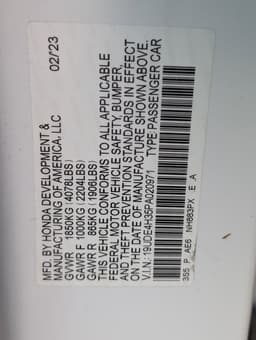 MFD. BY HONDA DEVELOPMENT & 02/'23
MANUFACTURING OF AMERICA, LLC
GVWR 1850KG (4078LBS)
GAWR F 1000KG (2204LBS)
GAWR R 865KG (1906LBS)
THIS VEHICLE CONFORMS TO ALL APPLICABLE
FEDERAL MOTOR VEHICLE SAFETY, BUMPER,
AND THEFT PREVENTION STANDARDS IN EFFECT
ON THE DATE OF MANUFACTURE SHOWN ABOVE.
V.I.N.:19UDE4H35PA020971 TYPE:PASSENGER CAR
3S5 P AE6 NH883PX E A